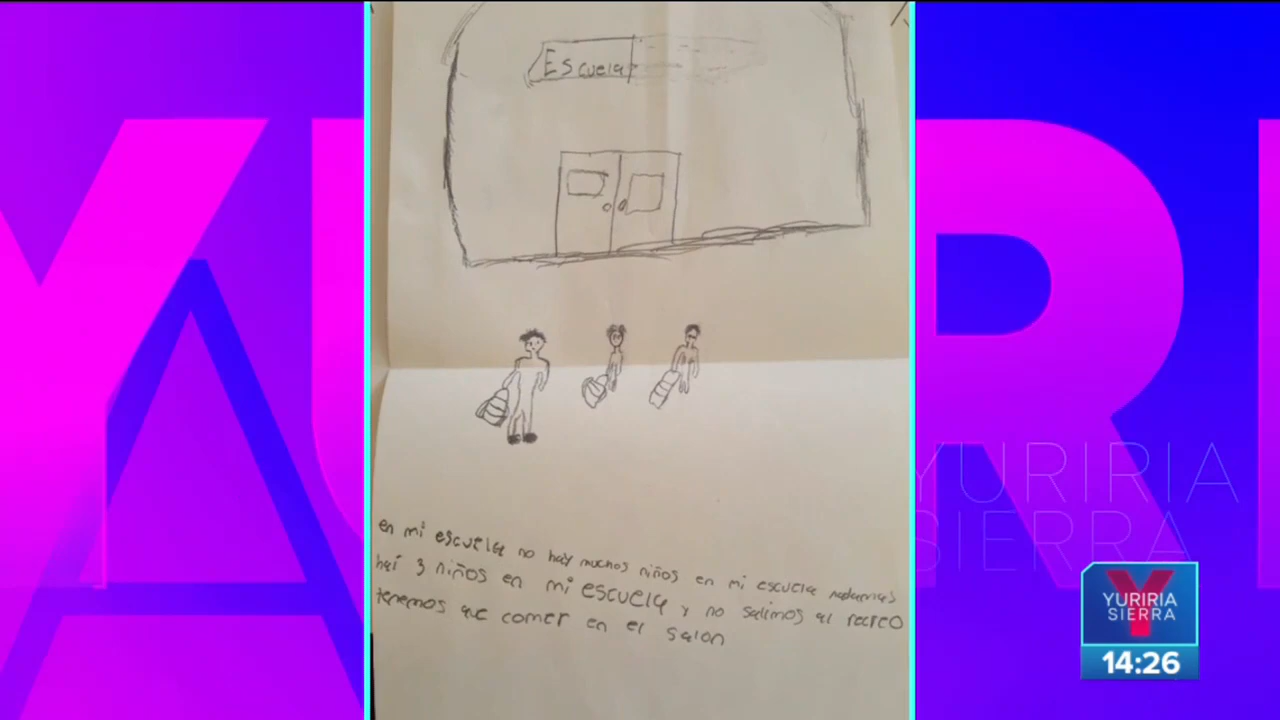 Escuela
en mi escuela no hay muchos niños en mi escuela nadamas
hai 3 niños en mi escuela y no salimos al recreo
tenemos que comer en el salon
YURIRIA
SIERRA
Y
YURIRIA
SIERRA
14:26